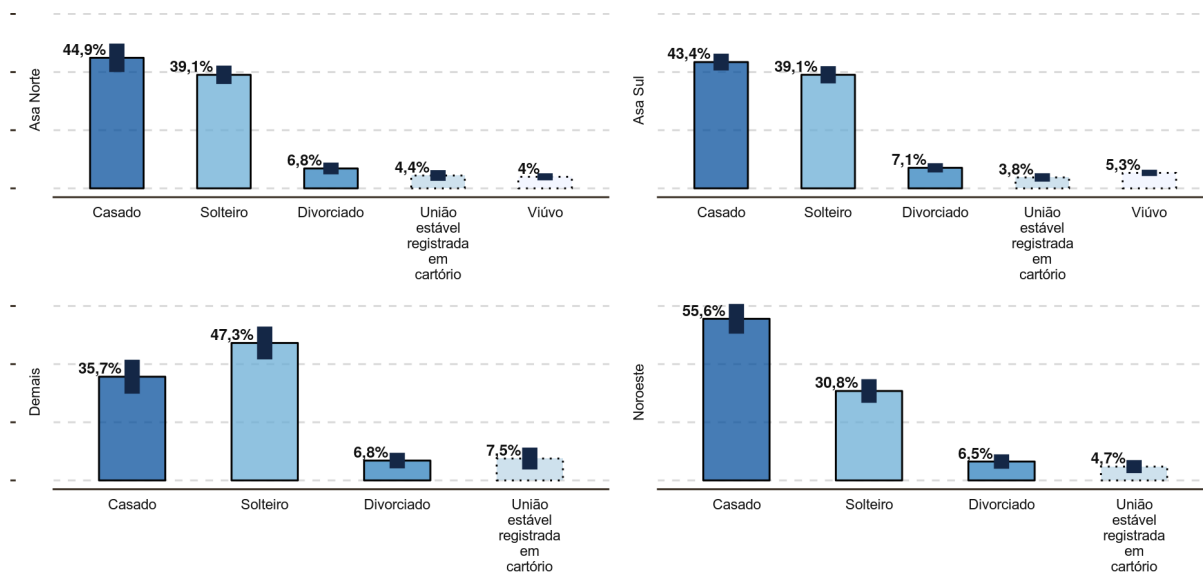 44,9%
39,1%
6,8%
4,4%
4%
Asa Norte
Casado
Solteiro
Divorciado
União
estável
registrada
em
cartório
Viúvo
43,4%
39,1%
7,1%
3,8%
5,3%
Asa Sul
Casado
Solteiro
Divorciado
União
estável
registrada
em
cartório
Viúvo
35,7%
47,3%
6,8%
7,5%
Demais
Casado
Solteiro
Divorciado
União
estável
registrada
em
cartório
55,6%
30,8%
6,5%
4,7%
Noroeste
Casado
Solteiro
Divorciado
União
estável
registrada
em
cartório